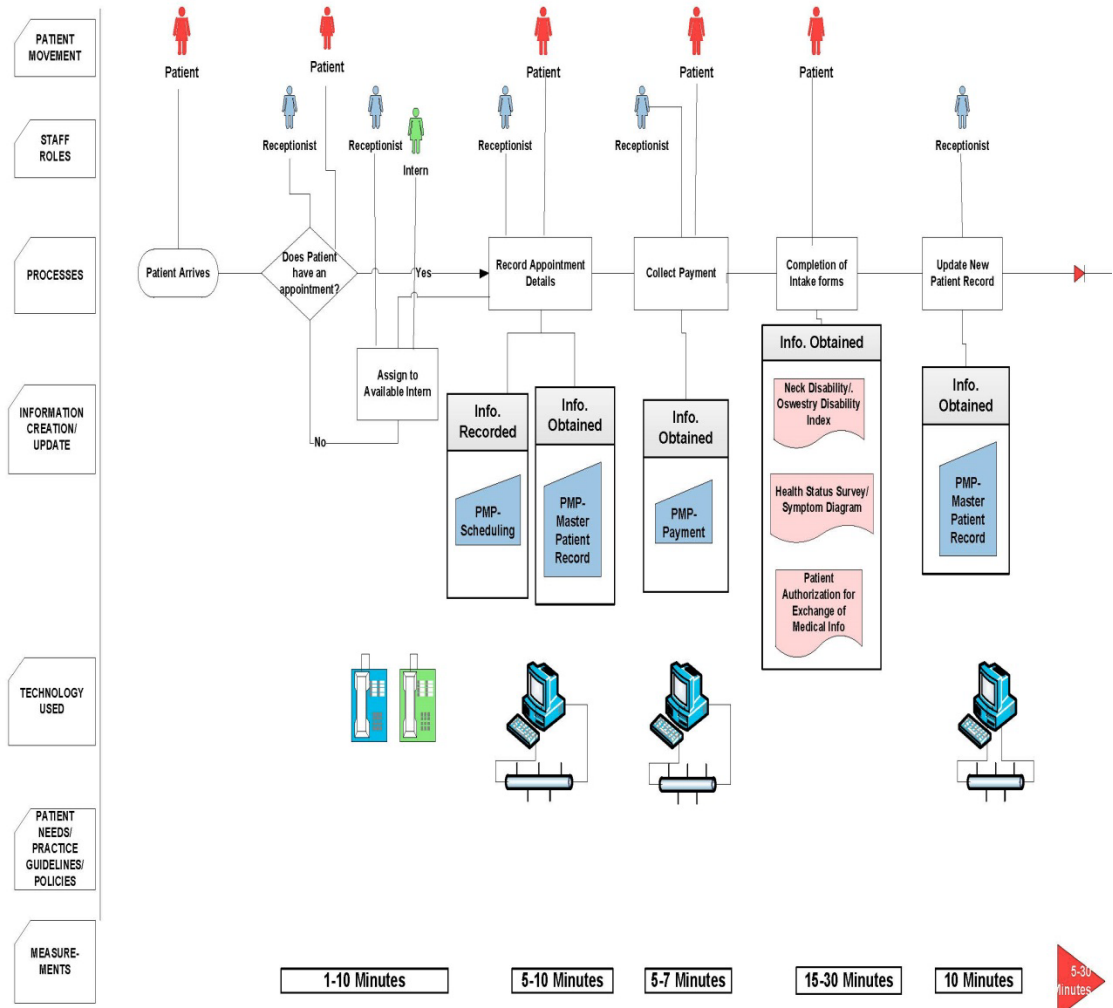 PATIENT
MOVEMENT
Patient
Patient
Patient
Patient
Patient
STAFF
ROLES
Receptionist
Receptionist
Intern
Receptionist
Receptionist
Receptionist
PROCESSES
Patient Arrives
Does Patient
have an
appointment?
Yes
No
Assign to
Available Intern
Record Appointment
Details
Collect Payment
Completion of
Intake forms
Update New
Patient Record
INFORMATION
CREATION/
UPDATE
Info.
Recorded
PMP-
Scheduling
Info.
Obtained
PMP-
Master
Patient
Record
Info.
Obtained
PMP-
Payment
Info. Obtained
Neck Disability/.
Oswestry Disability
Index
Health Status Survey/
Symptom Diagram
Patient
Authorization for
Exchange of
Medical Info
Info.
Obtained
PMP-
Master
Patient
Record
TECHNOLOGY
USED
PATIENT
NEEDS/
PRACTICE
GUIDELINES/
POLICIES
MEASURE-
MENTS
1-10 Minutes
5-10 Minutes
5-7 Minutes
15-30 Minutes
10 Minutes
5-30
Minutes